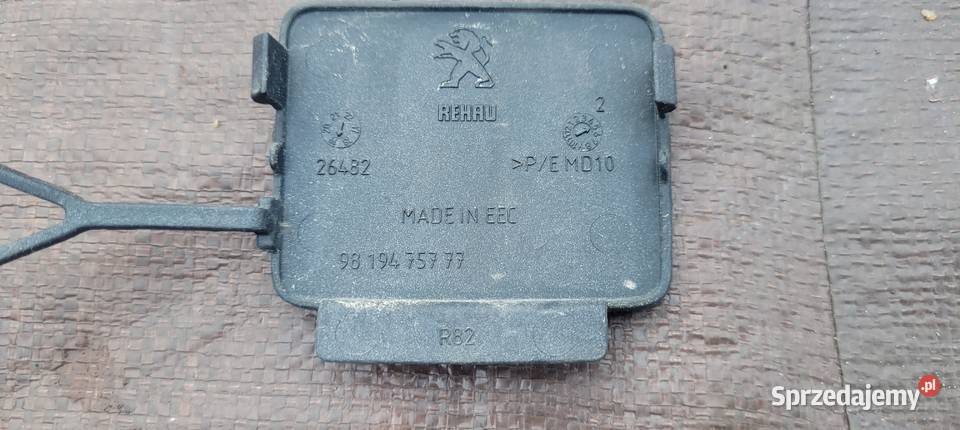 REHAU
2
26482
>P/E MD10
MADE IN EEC
98 194 757 77
R82
Sprzedajemy.pl